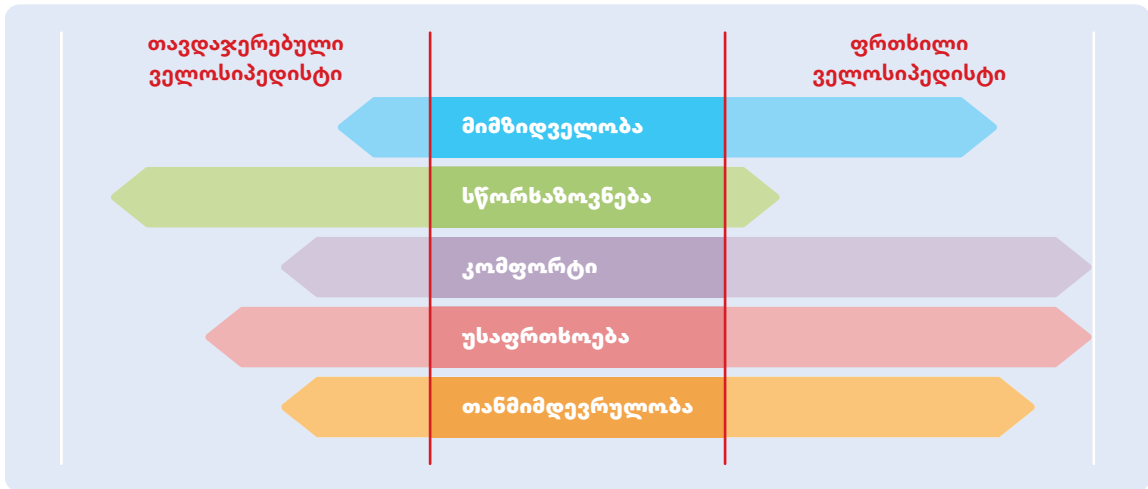 თავდაჯერებული
ველოსიპედისტი
ფრთხილი
ველოსიპედისტი
მიმზიდველობა
სწორხაზოვნება
კომფორტი
უსაფრთხოება
თანმიმდევრულობა